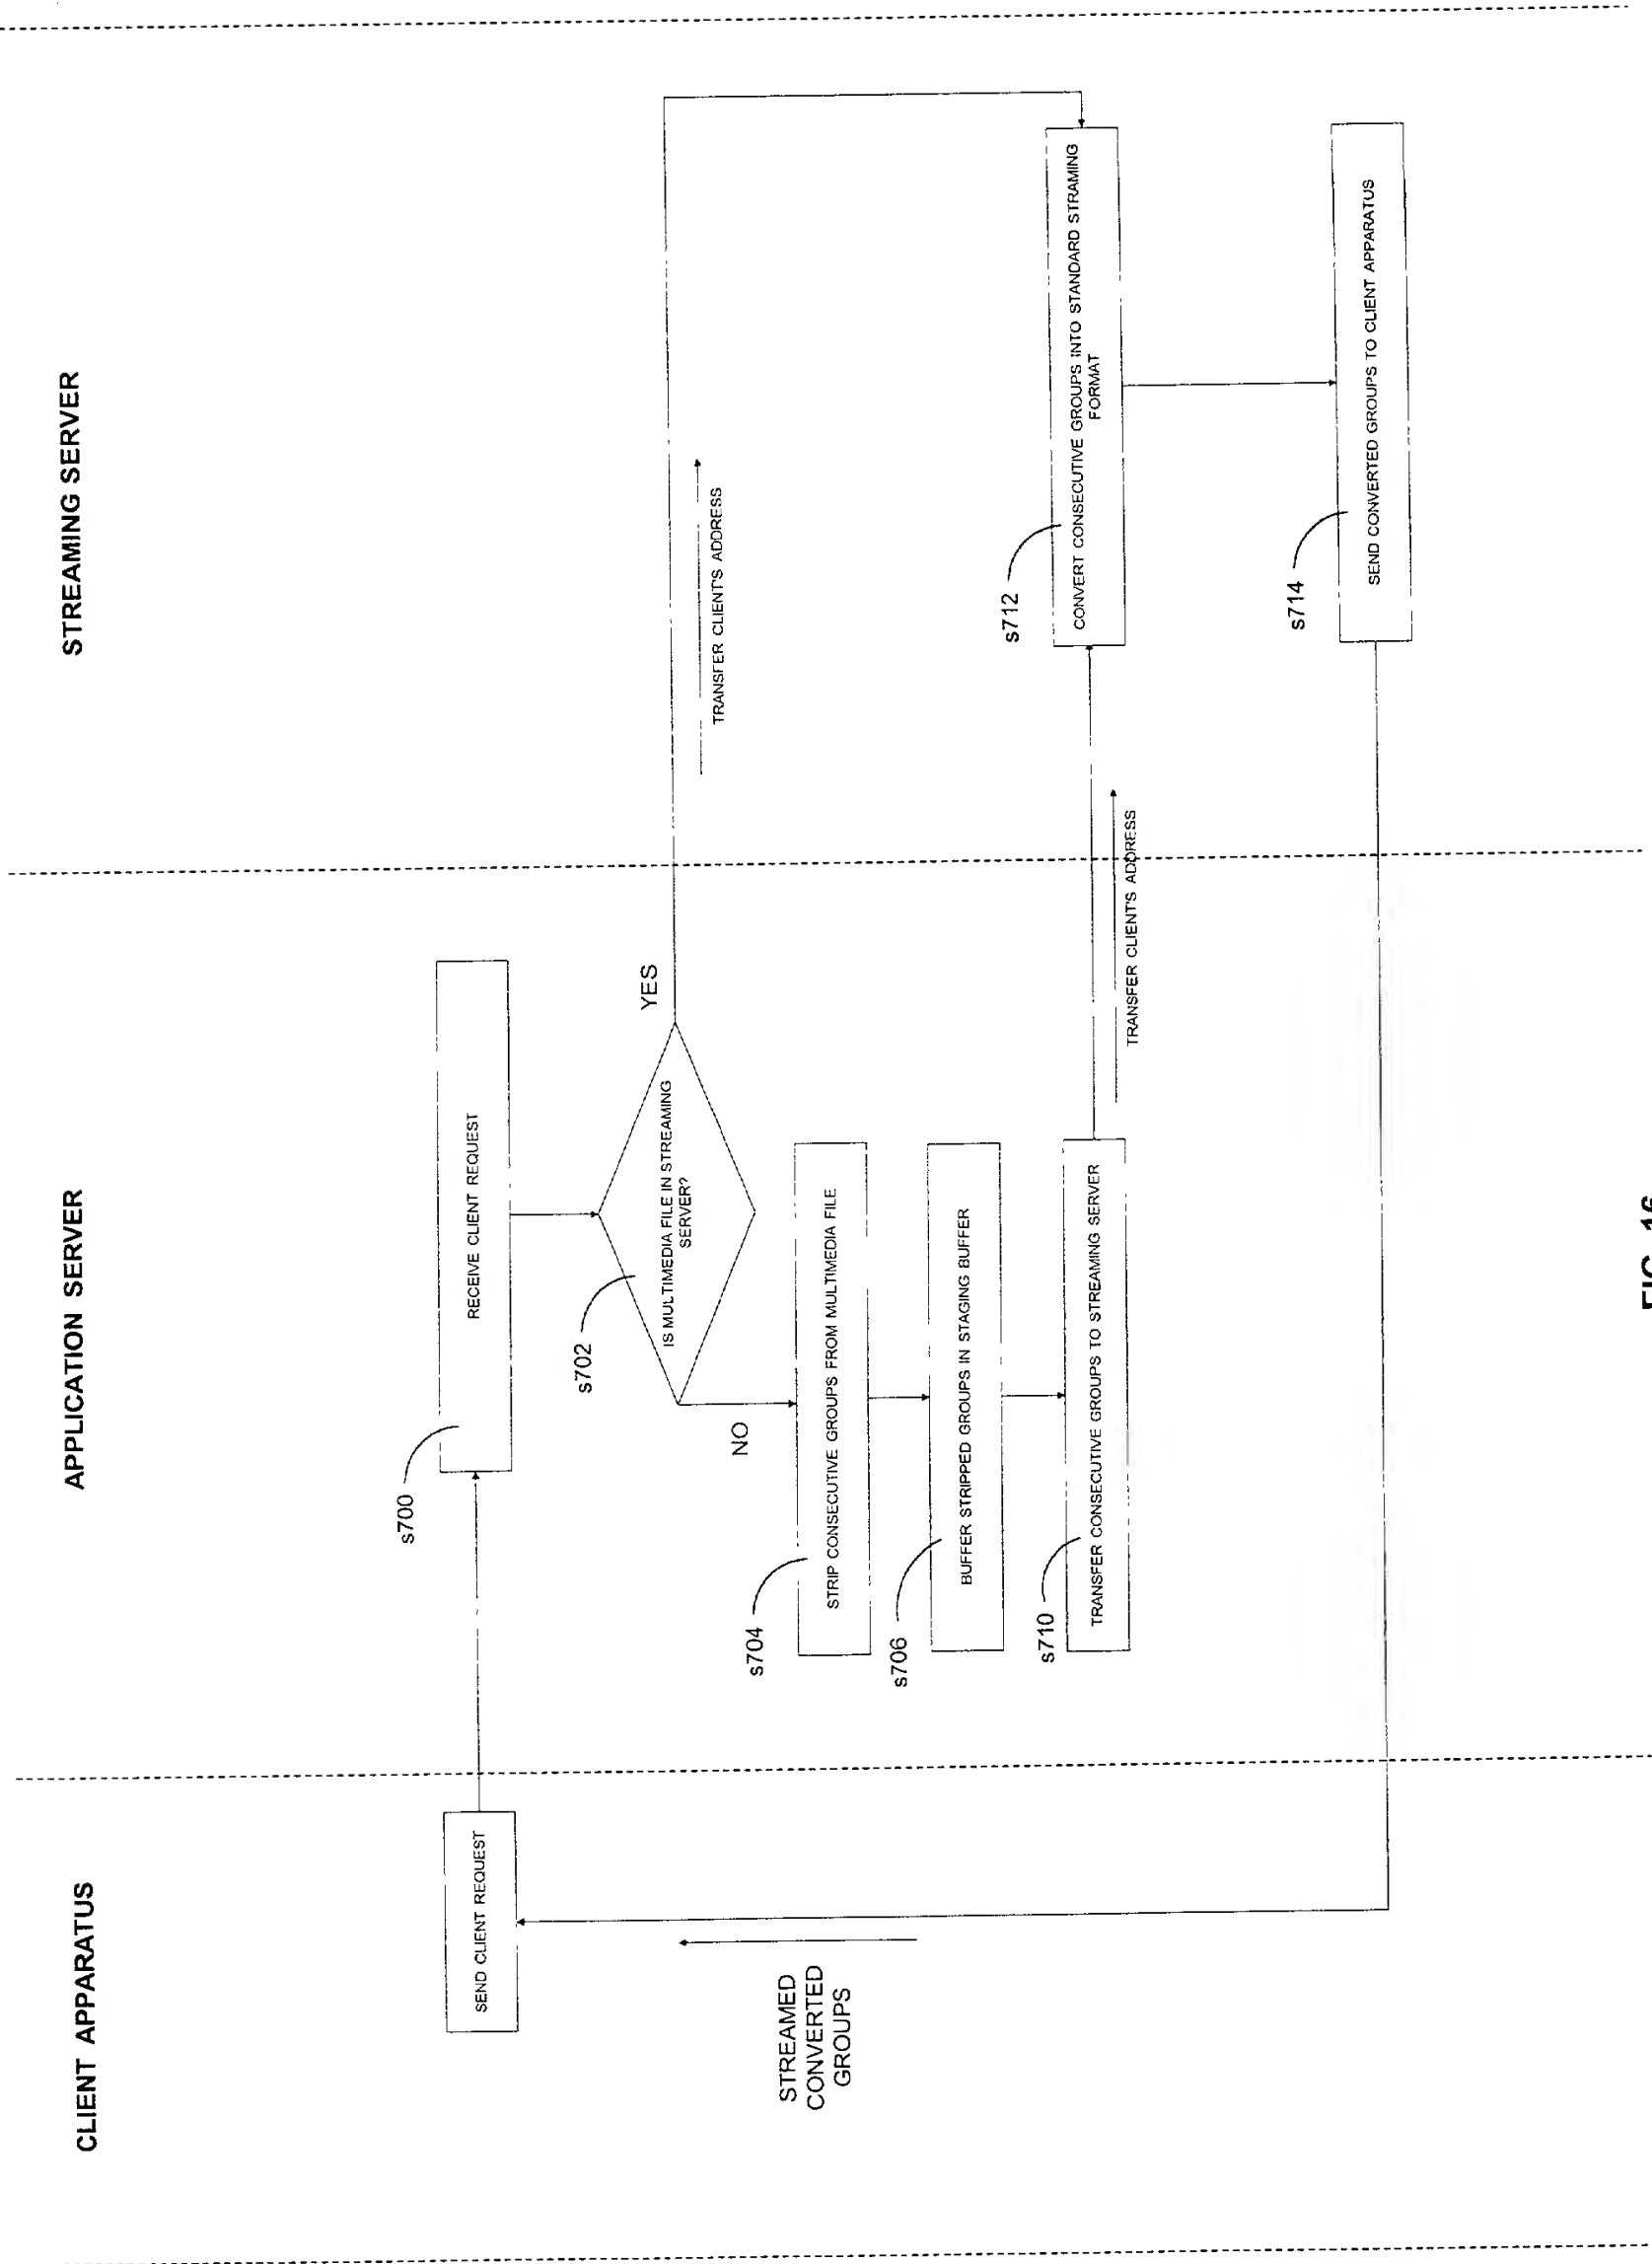 CLIENT APPARATUS
APPLICATION SERVER
STREAMING SERVER
s700
SEND CLIENT REQUEST
RECEIVE CLIENT REQUEST
s702
IS MULTIMEDIA FILE IN STREAMING
SERVER?
YES
NO
TRANSFER CLIENT'S ADDRESS
s704
STRIP CONSECUTIVE GROUPS FROM MULTIMEDIA FILE
s706
BUFFER STRIPPED GROUPS IN STAGING BUFFER
s710
TRANSFER CONSECUTIVE GROUPS TO STREAMING SERVER
TRANSFER CLIENT'S ADDRESS
s712
CONVERT CONSECUTIVE GROUPS INTO STANDARD STRAMING
FORMAT
s714
SEND CONVERTED GROUPS TO CLIENT APPARATUS
STREAMED
CONVERTED
GROUPS